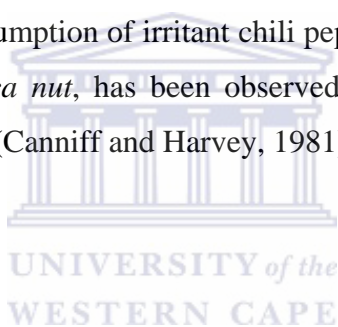 umption of irritant chili pep
a nut, has been observed
(Canniff and Harvey, 1981
UNIVERSITY of the
WESTERN CAPE